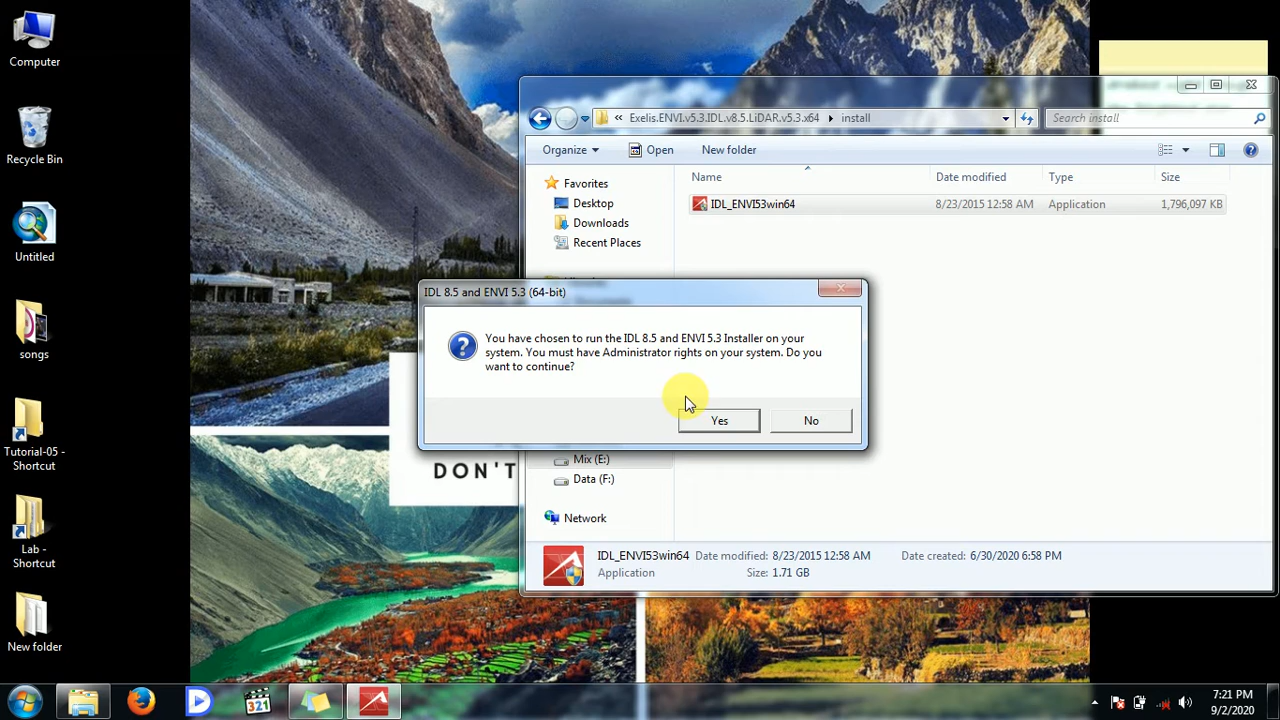 Computer
Recycle Bin
Untitled
songs
Tutorial-05 -
Shortcut
Lab -
Shortcut
New folder
DON'T
Exelis.ENVI.v5.3.IDL.v8.5.LiDAR.v5.3.x64
install
Search install
Organize
Open
New folder
Name
Date modified
Type
Size
Favorites
Desktop
Downloads
Recent Places
IDL_ENVI53win64
8/23/2015 12:58 AM
Application
1,796,097 KB
IDL 8.5 and ENVI 5.3 (64-bit)
You have chosen to run the IDL 8.5 and ENVI 5.3 Installer on your
system. You must have Administrator rights on your system. Do you
want to continue?
Yes
No
Mix (E:)
Data (F:)
Network
IDL_ENVI53win64
Date modified: 8/23/2015 12:58 AM
Date created: 6/30/2020 6:58 PM
Application
Size: 1.71 GB
321
7:21 PM
9/2/2020